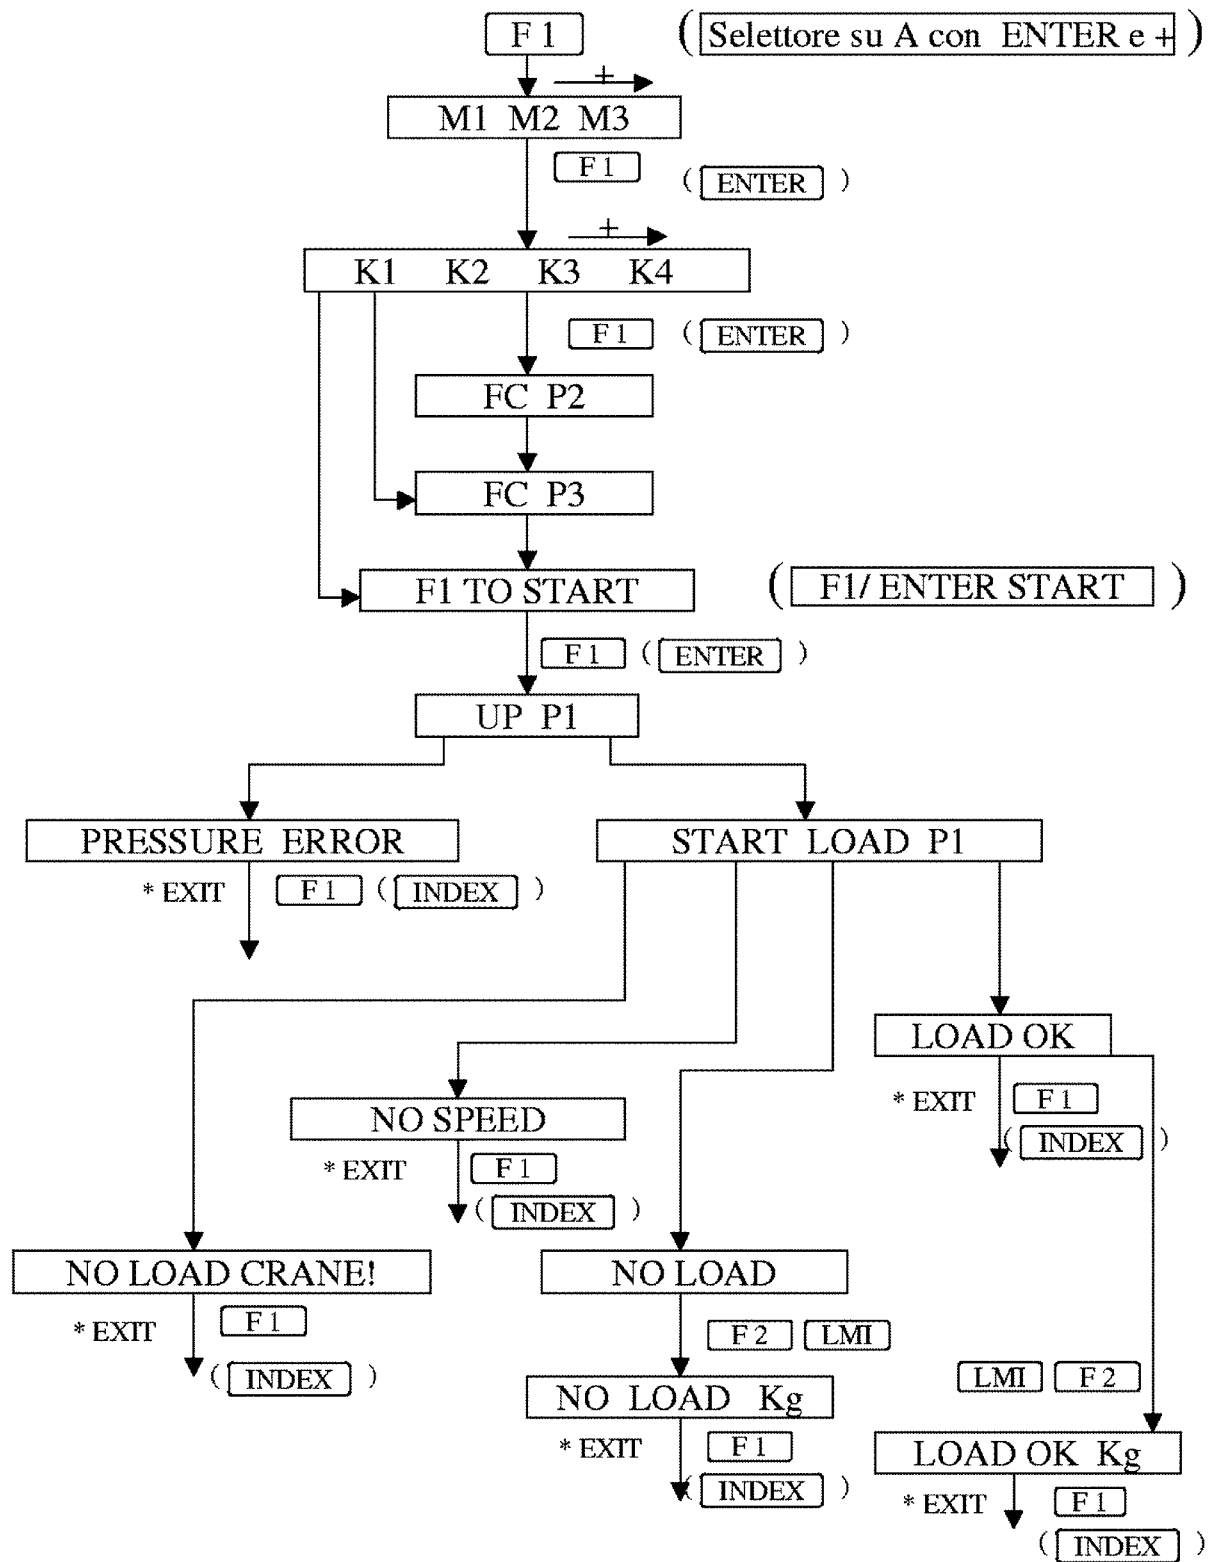 F 1 ( Selettore su A con ENTER e + )
+
M1 M2 M3
F 1 ( ENTER )
+
K1 K2 K3 K4
F 1 ( ENTER )
FC P2
FC P3
F1 TO START ( F1/ ENTER START )
F 1 ( ENTER )
UP P1
PRESSURE ERROR START LOAD P1
* EXIT F 1 ( INDEX )
LOAD OK
* EXIT F 1
NO SPEED
( INDEX )
* EXIT F 1
( INDEX )
NO LOAD CRANE! NO LOAD
* EXIT F 1
F 2 LMI
( INDEX )
LMI F 2
NO LOAD Kg
* EXIT F 1
LOAD OK Kg
( INDEX )
* EXIT F 1
( INDEX )